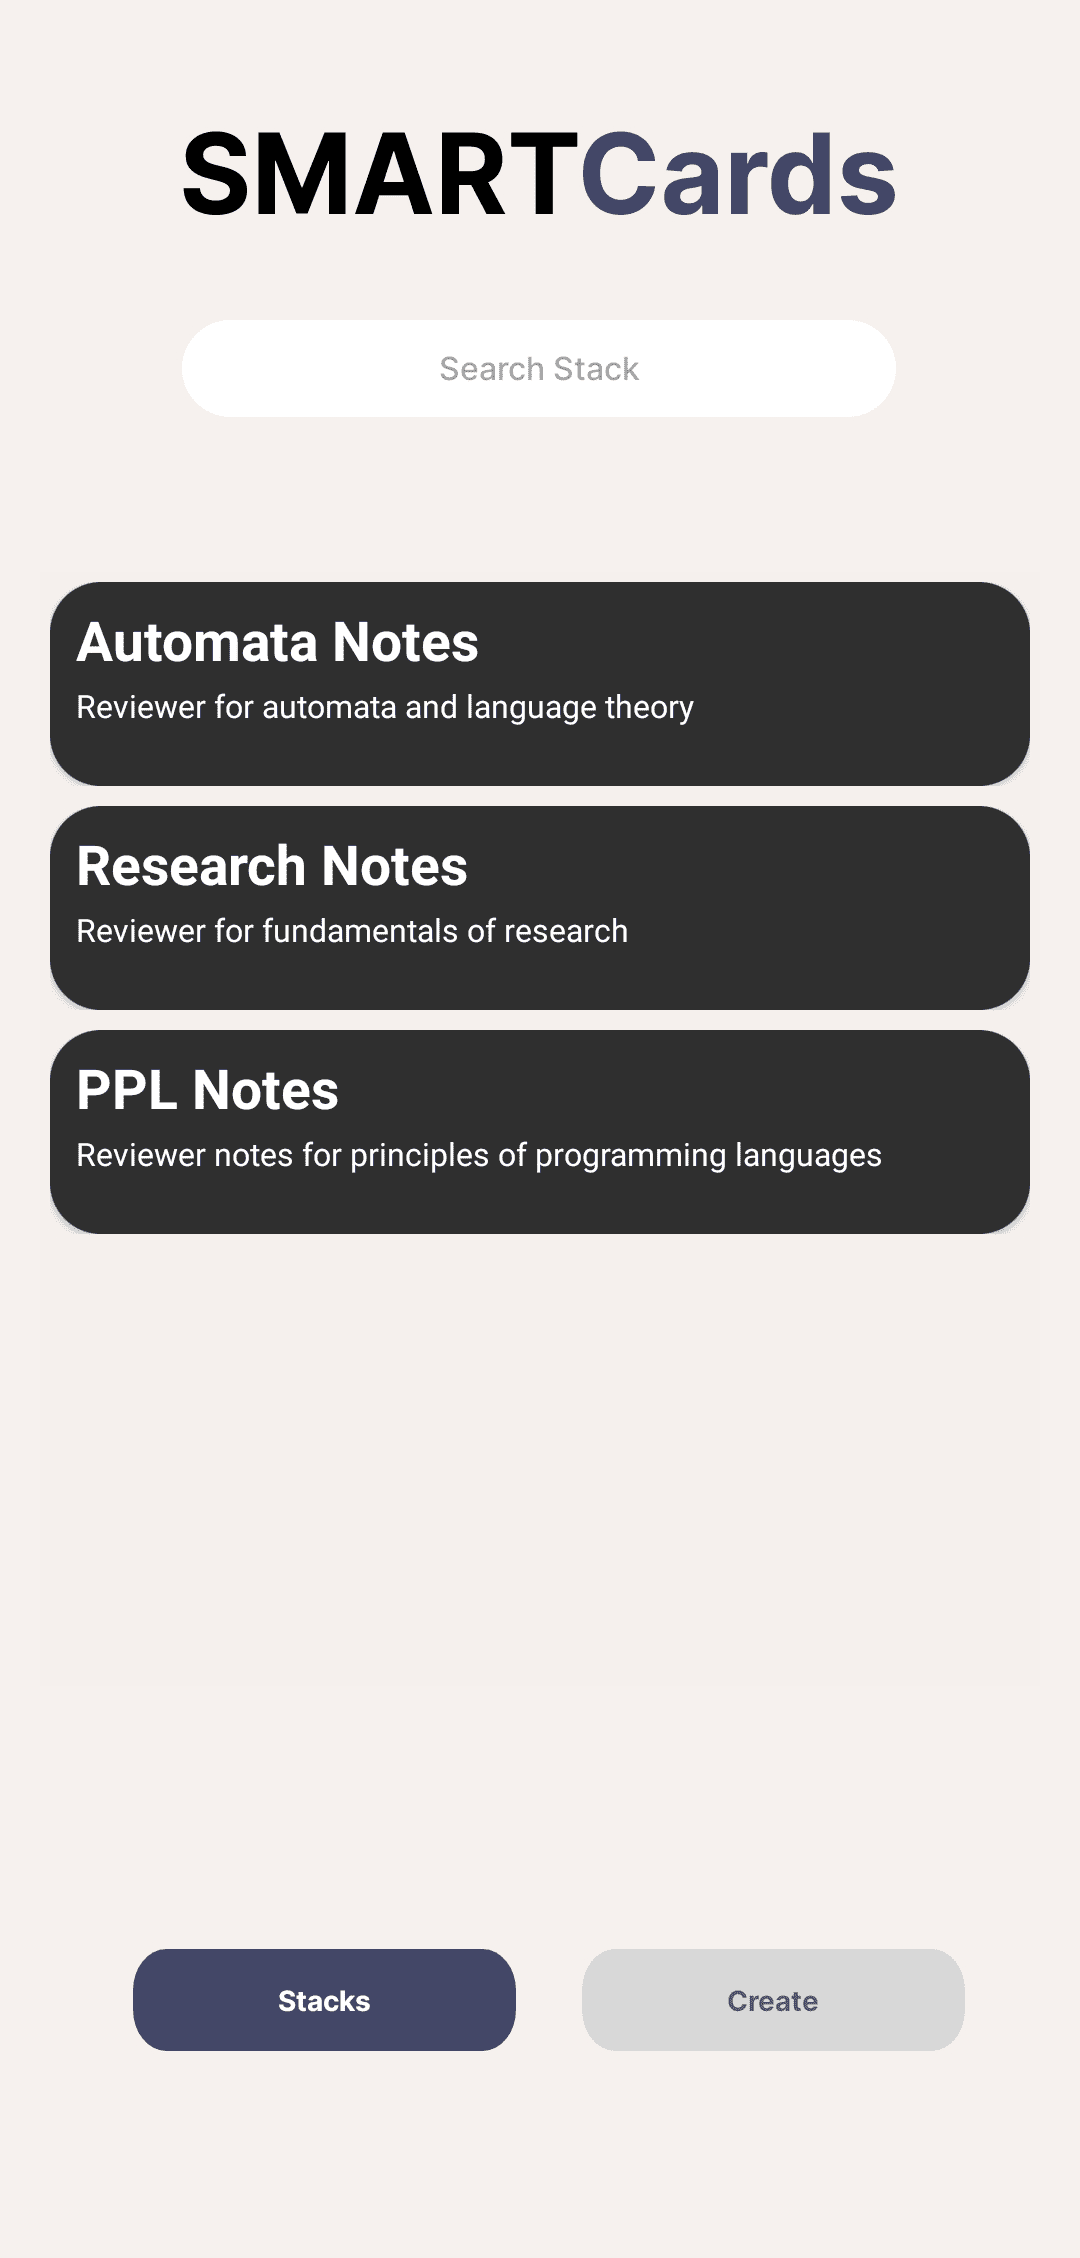 SMARTCards
Search Stack
Automata Notes
Reviewer for automata and language theory
Research Notes
Reviewer for fundamentals of research
PPL Notes
Reviewer notes for principles of programming languages
Stacks
Create